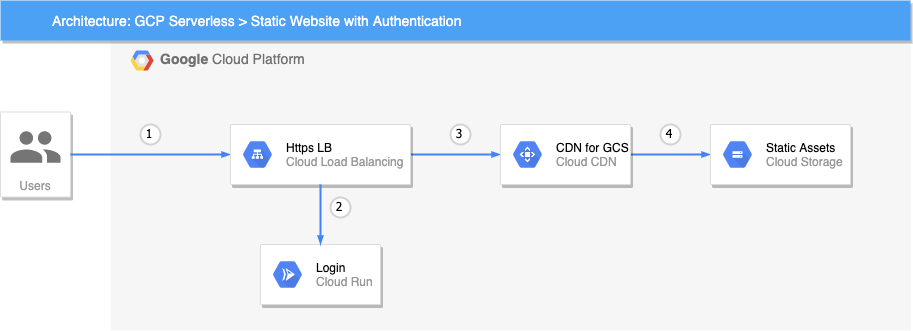 Architecture: GCP Serverless > Static Website with Authentication
Google Cloud Platform
Users
1
Https LB
Cloud Load Balancing
3
CDN for GCS
Cloud CDN
4
Static Assets
Cloud Storage
2
Login
Cloud Run